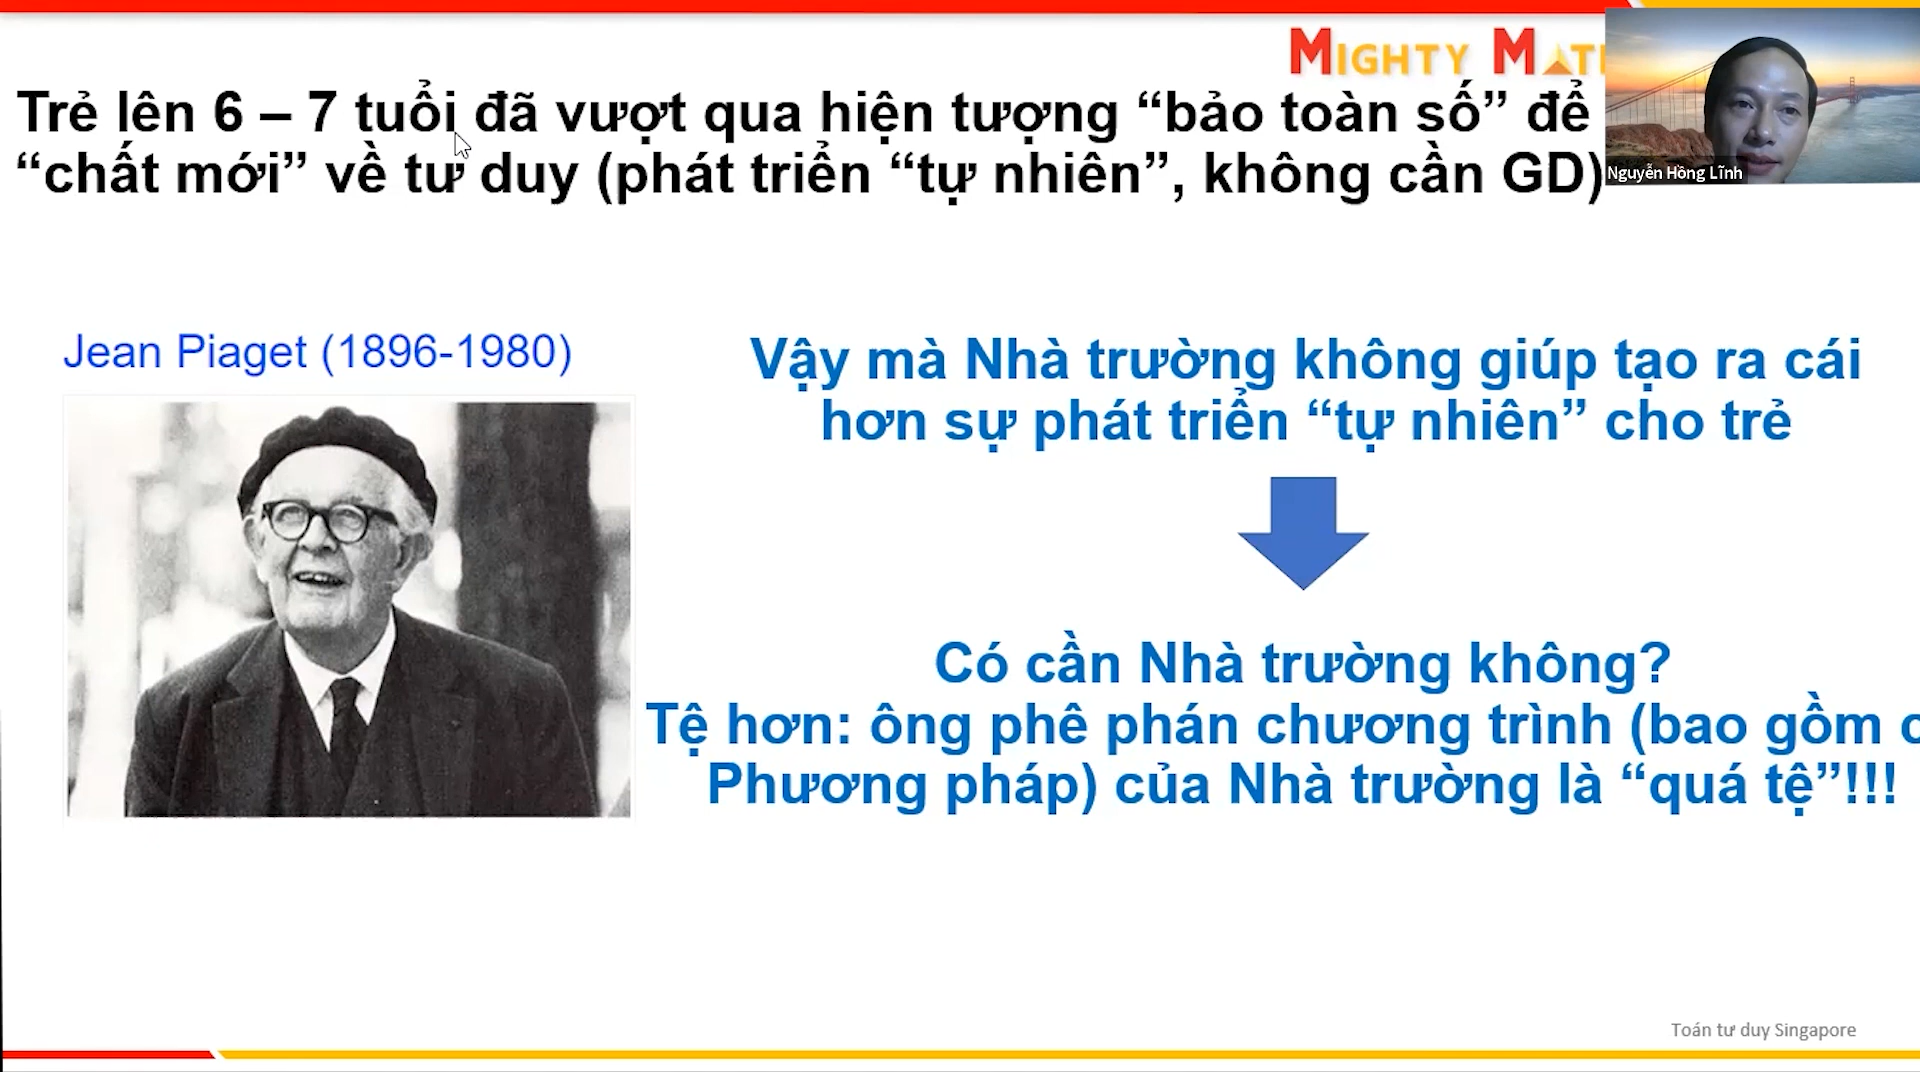 MIGHTY
Trẻ lên 6 – 7 tuổi đã vượt qua hiện tượng “bảo toàn số” để
“chất mới” về tư duy (phát triển “tự nhiên”, không cần GD)
Nguyễn Hồng Lĩnh
Jean Piaget (1896-1980)
Vậy mà Nhà trường không giúp tạo ra cái
hơn sự phát triển “tự nhiên” cho trẻ
Có cần Nhà trường không?
Tệ hơn: ông phê phán chương trình (bao gồm
Phương pháp) của Nhà trường là “quá tệ”!!!
Toán tư duy Singapore